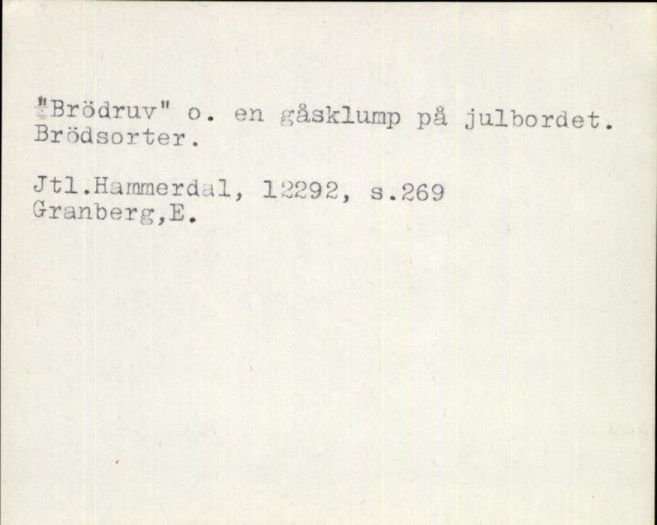 "Brödruv" o. en gåsklump på julbordet.
Brödsorter.
Jtl.Hammerdal, 12292, s.269
Granberg,E.